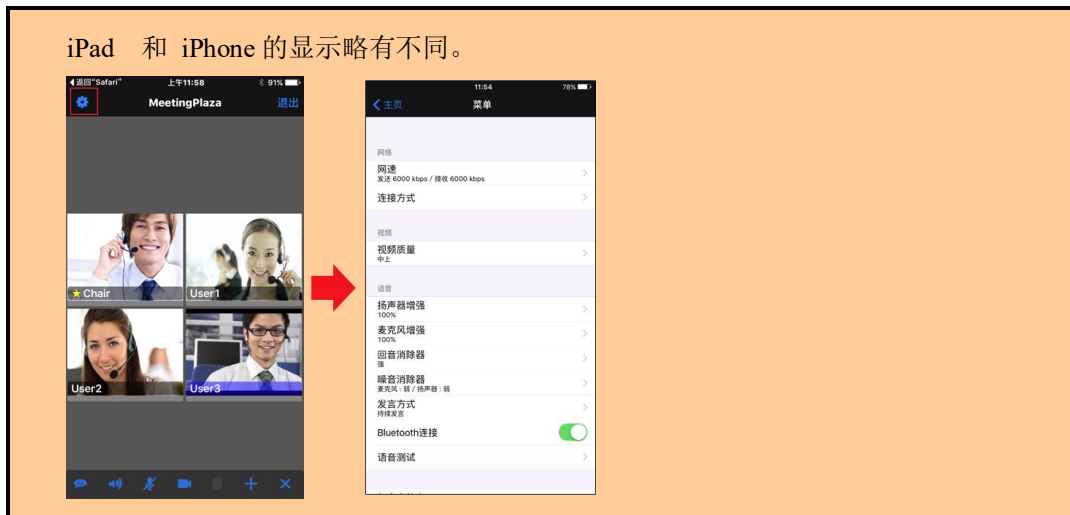 iPad 和 iPhone 的显示略有不同。
返回"Safari" 上午11:58 91%
MeetingPlaza 退出
Chair User1
User2 User3
11:54 78%
主页 菜单
网络
网速
发送 6000 kbps / 接收 6000 kbps
连接方式
视频
视频质量
中上
语音
扬声器增强
100%
麦克风增强
100%
回音消除器
强
噪音消除器
麦克风 : 弱 / 扬声器 : 弱
发言方式
持续发言
Bluetooth连接
语音测试